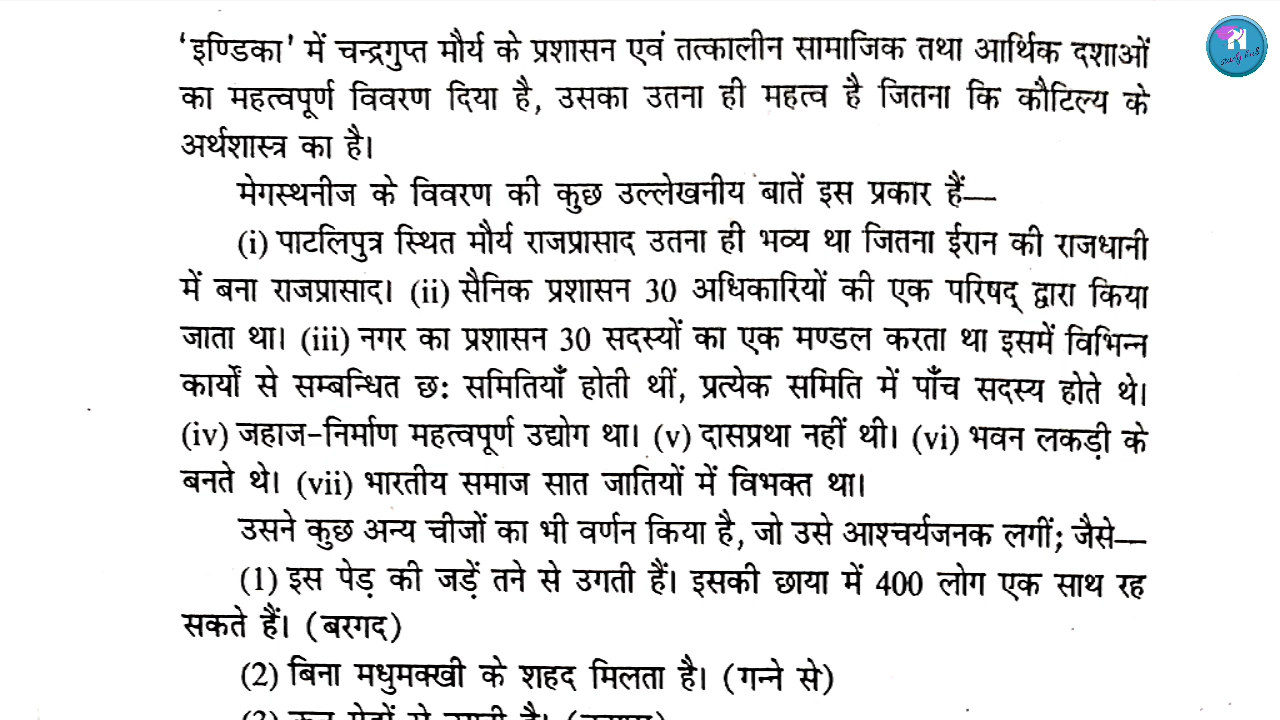 ‘इण्डिका’ में चन्द्रगुप्त मौर्य के प्रशासन एवं तत्कालीन सामाजिक तथा आर्थिक दशाओं
का महत्वपूर्ण विवरण दिया है, उसका उतना ही महत्व है जितना कि कौटिल्य के
अर्थशास्त्र का है।
मेगस्थनीज के विवरण की कुछ उल्लेखनीय बातें इस प्रकार हैं—
(i) पाटलिपुत्र स्थित मौर्य राजप्रासाद उतना ही भव्य था जितना ईरान की राजधानी
में बना राजप्रासाद। (ii) सैनिक प्रशासन 30 अधिकारियों की एक परिषद् द्वारा किया
जाता था। (iii) नगर का प्रशासन 30 सदस्यों का एक मण्डल करता था इसमें विभिन्न
कार्यों से सम्बन्धित छः समितियाँ होती थीं, प्रत्येक समिति में पाँच सदस्य होते थे।
(iv) जहाज-निर्माण महत्वपूर्ण उद्योग था। (v) दासप्रथा नहीं थी। (vi) भवन लकड़ी के
बनते थे। (vii) भारतीय समाज सात जातियों में विभक्त था।
उसने कुछ अन्य चीजों का भी वर्णन किया है, जो उसे आश्चर्यजनक लगीं; जैसे—
(1) इस पेड़ की जड़ें तने से उगती हैं। इसकी छाया में 400 लोग एक साथ रह
सकते हैं। (बरगद)
(2) बिना मधुमक्खी के शहद मिलता है। (गन्ने से)